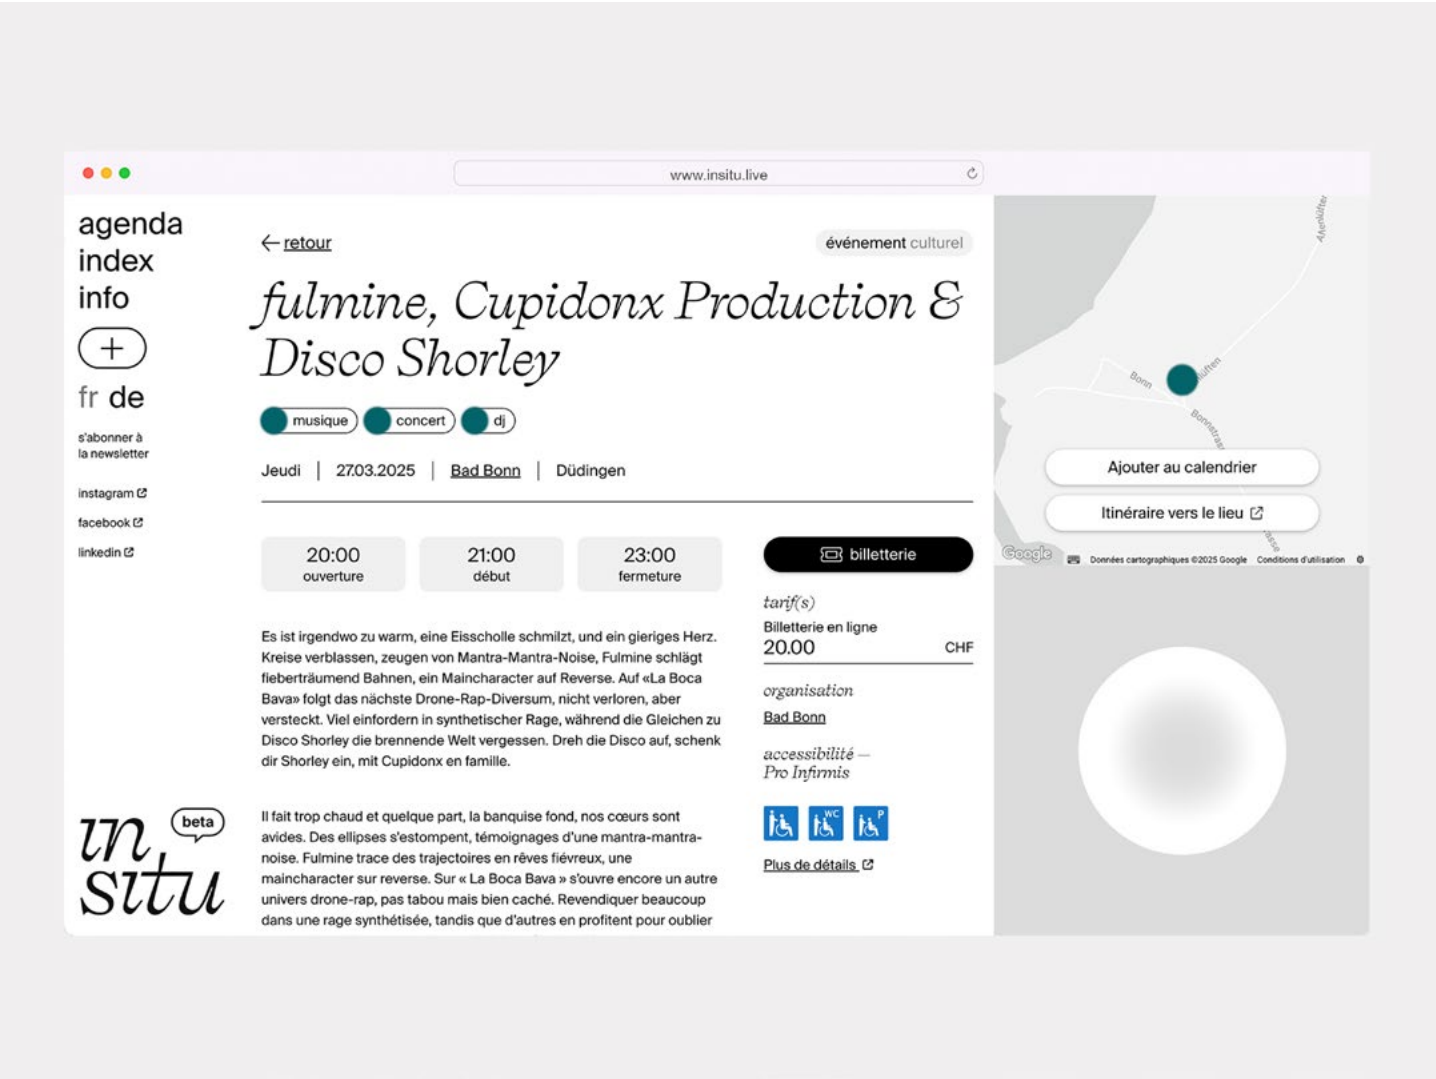 www.insitu.live
agenda
index
info
fr de
s'abonner à
la newsletter
instagram
facebook
linkedin
beta
in situ
retour
événement culturel
fulmine, Cupidonx Production &
Disco Shorley
musique concert dj
Jeudi | 27.03.2025 | Bad Bonn | Düdingen
20:00 21:00 23:00
ouverture début fermeture
Es ist irgendwo zu warm, eine Eisscholle schmilzt, und ein gieriges Herz.
Kreise verblassen, zeugen von Mantra-Mantra-Noise, Fulmine schlägt
fieberträumend Bahnen, ein Maincharacter auf Reverse. Auf «La Boca
Bava» folgt das nächste Drone-Rap-Diversum, nicht verloren, aber
versteckt. Viel einfordern in synthetischer Rage, während die Gleichen zu
Disco Shorley die brennende Welt vergessen. Dreh die Disco auf, schenk
dir Shorley ein, mit Cupidonx en famille.
Il fait trop chaud et quelque part, la banquise fond, nos cœurs sont
avides. Des ellipses s'estompent, témoignages d'une mantra-mantra-
noise. Fulmine trace des trajectoires en rêves fiévreux, une
maincharacter sur reverse. Sur « La Boca Bava » s'ouvre encore un autre
univers drone-rap, pas tabou mais bien caché. Revendiquer beaucoup
dans une rage synthétisée, tandis que d'autres en profitent pour oublier
billetterie
tarif(s)
Billetterie en ligne
20.00 CHF
organisation
Bad Bonn
accessibilité —
Pro Infirmis
WC P
Plus de détails
Bonn
Bonnstrass
Ajouter au calendrier
Itinéraire vers le lieu
Google
Données cartographiques ©2025 Google Conditions d'utilisation